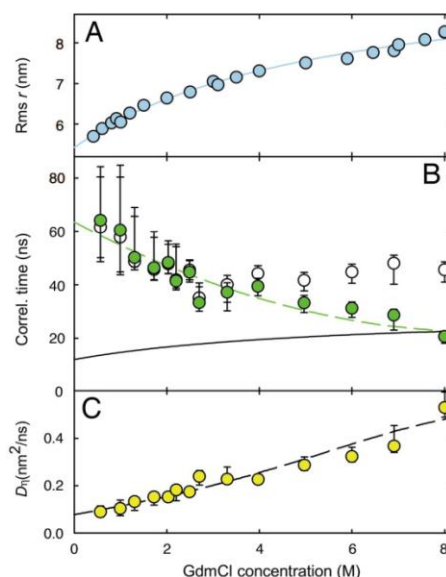 A
Rms r (nm)
8
7
6
B
Correl. time (ns)
80
60
40
20
0
C
Dη(nm²/ns)
0.4
0.2
0.0
0 2 4 6 8
GdmCl concentration (M)